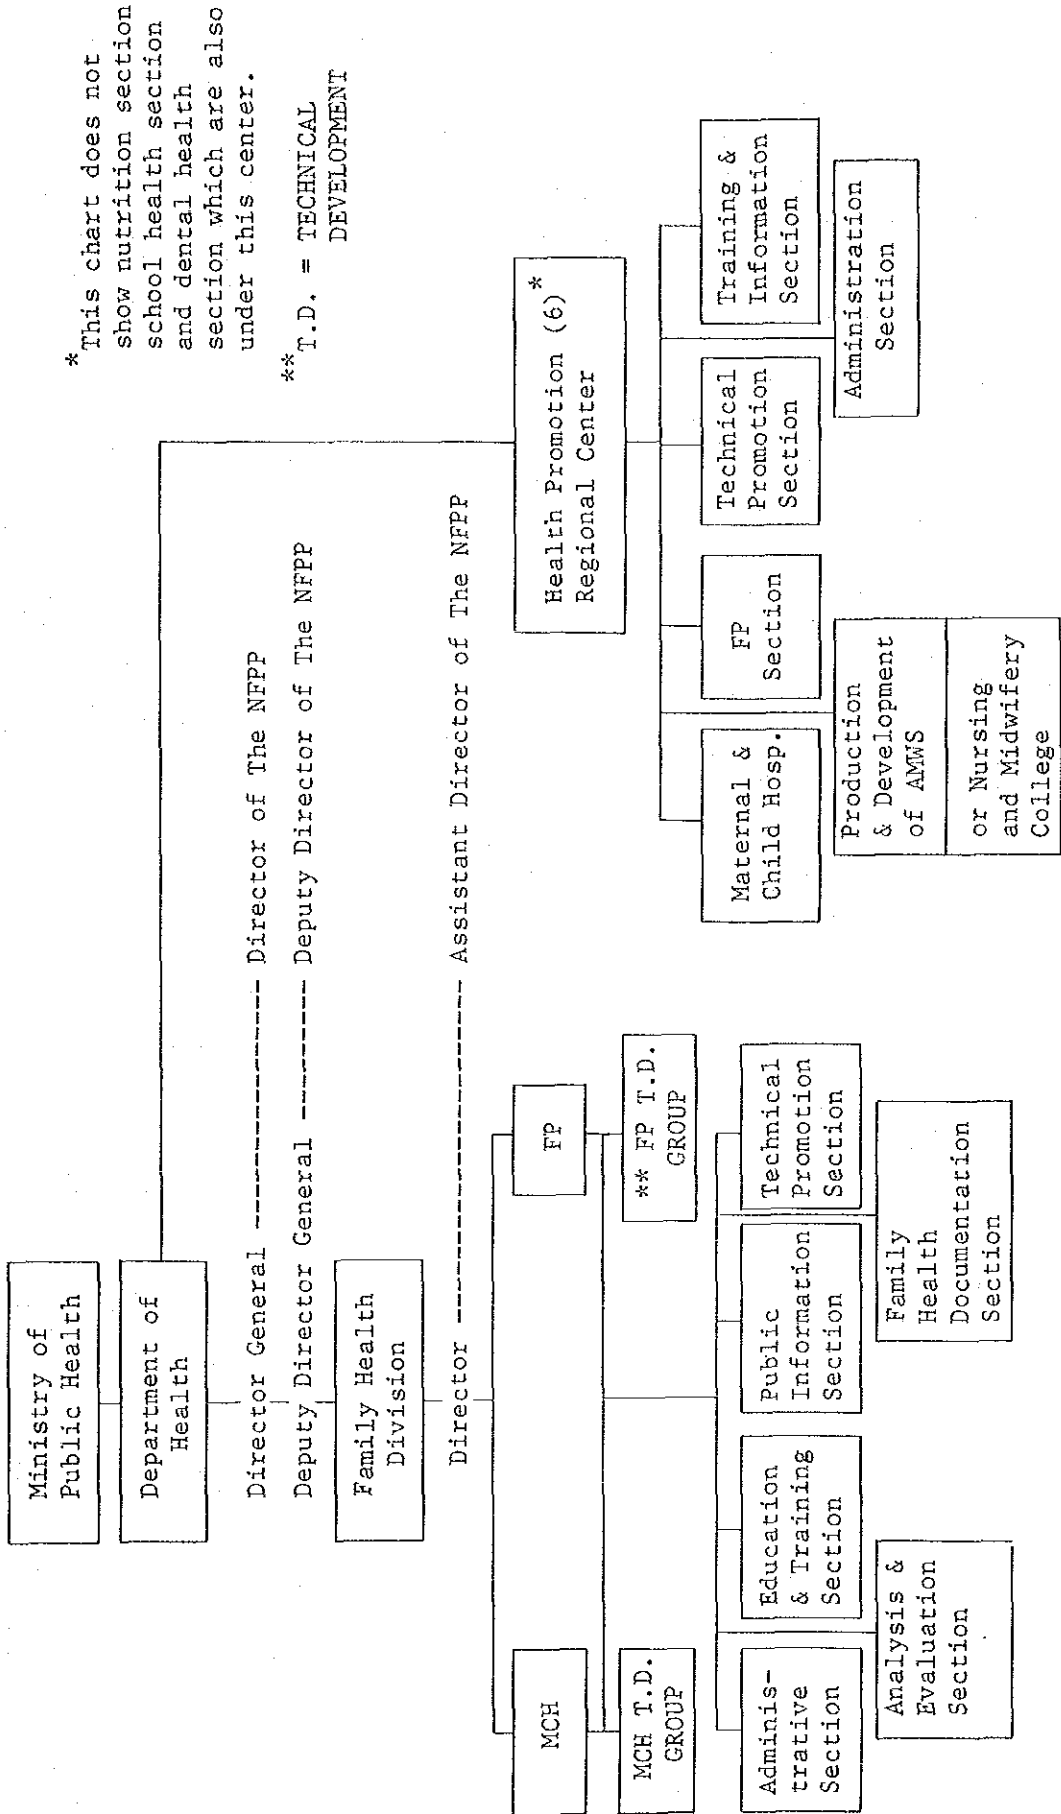 *This chart does not
show nutrition section
school health section
and dental health
section which are also
under this center.
** T.D. = TECHNICAL
DEVELOPMENT
Ministry of
Public Health
Department of
Health
Director General -------------- Director of The NFPP
Deputy Director General -------- Deputy Director of The NFPP
Family Health
Division
Director ---------------------- Assistant Director of The NFPP
MCH
FP
MCH T.D.
GROUP
** FP T.D.
GROUP
Adminis-
trative
Section
Education
& Training
Section
Public
Information
Section
Technical
Promotion
Section
Analysis &
Evaluation
Section
Family
Health
Documentation
Section
Health Promotion (6)*
Regional Center
Maternal &
Child Hosp.
FP
Section
Technical
Promotion
Section
Training &
Information
Section
Production
& Development
of AMWS
or Nursing
and Midwifery
College
Administration
Section